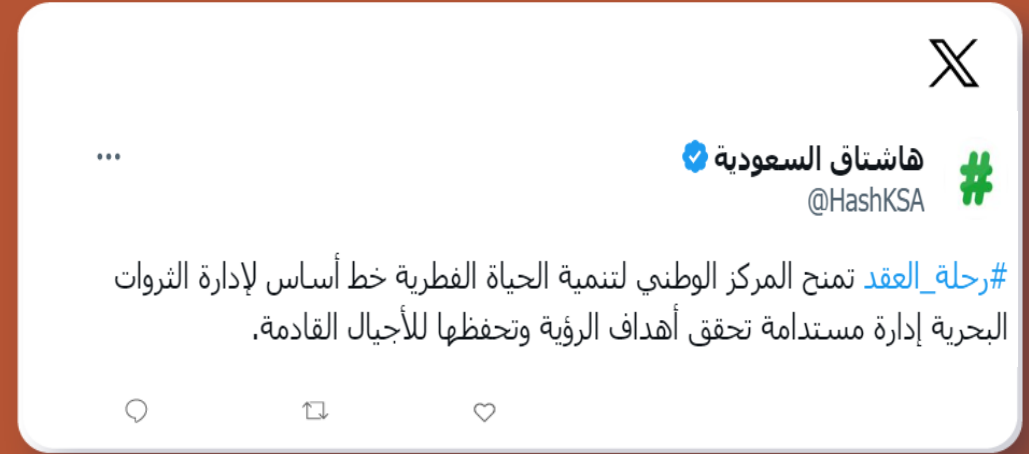 هاشتاق السعودية
@HashKSA
#رحلة_العقد تمنح المركز الوطني لتنمية الحياة الفطرية خط أساس لإدارة الثروات
البحرية إدارة مستدامة تحقق أهداف الرؤية وتحفظها للأجيال القادمة.